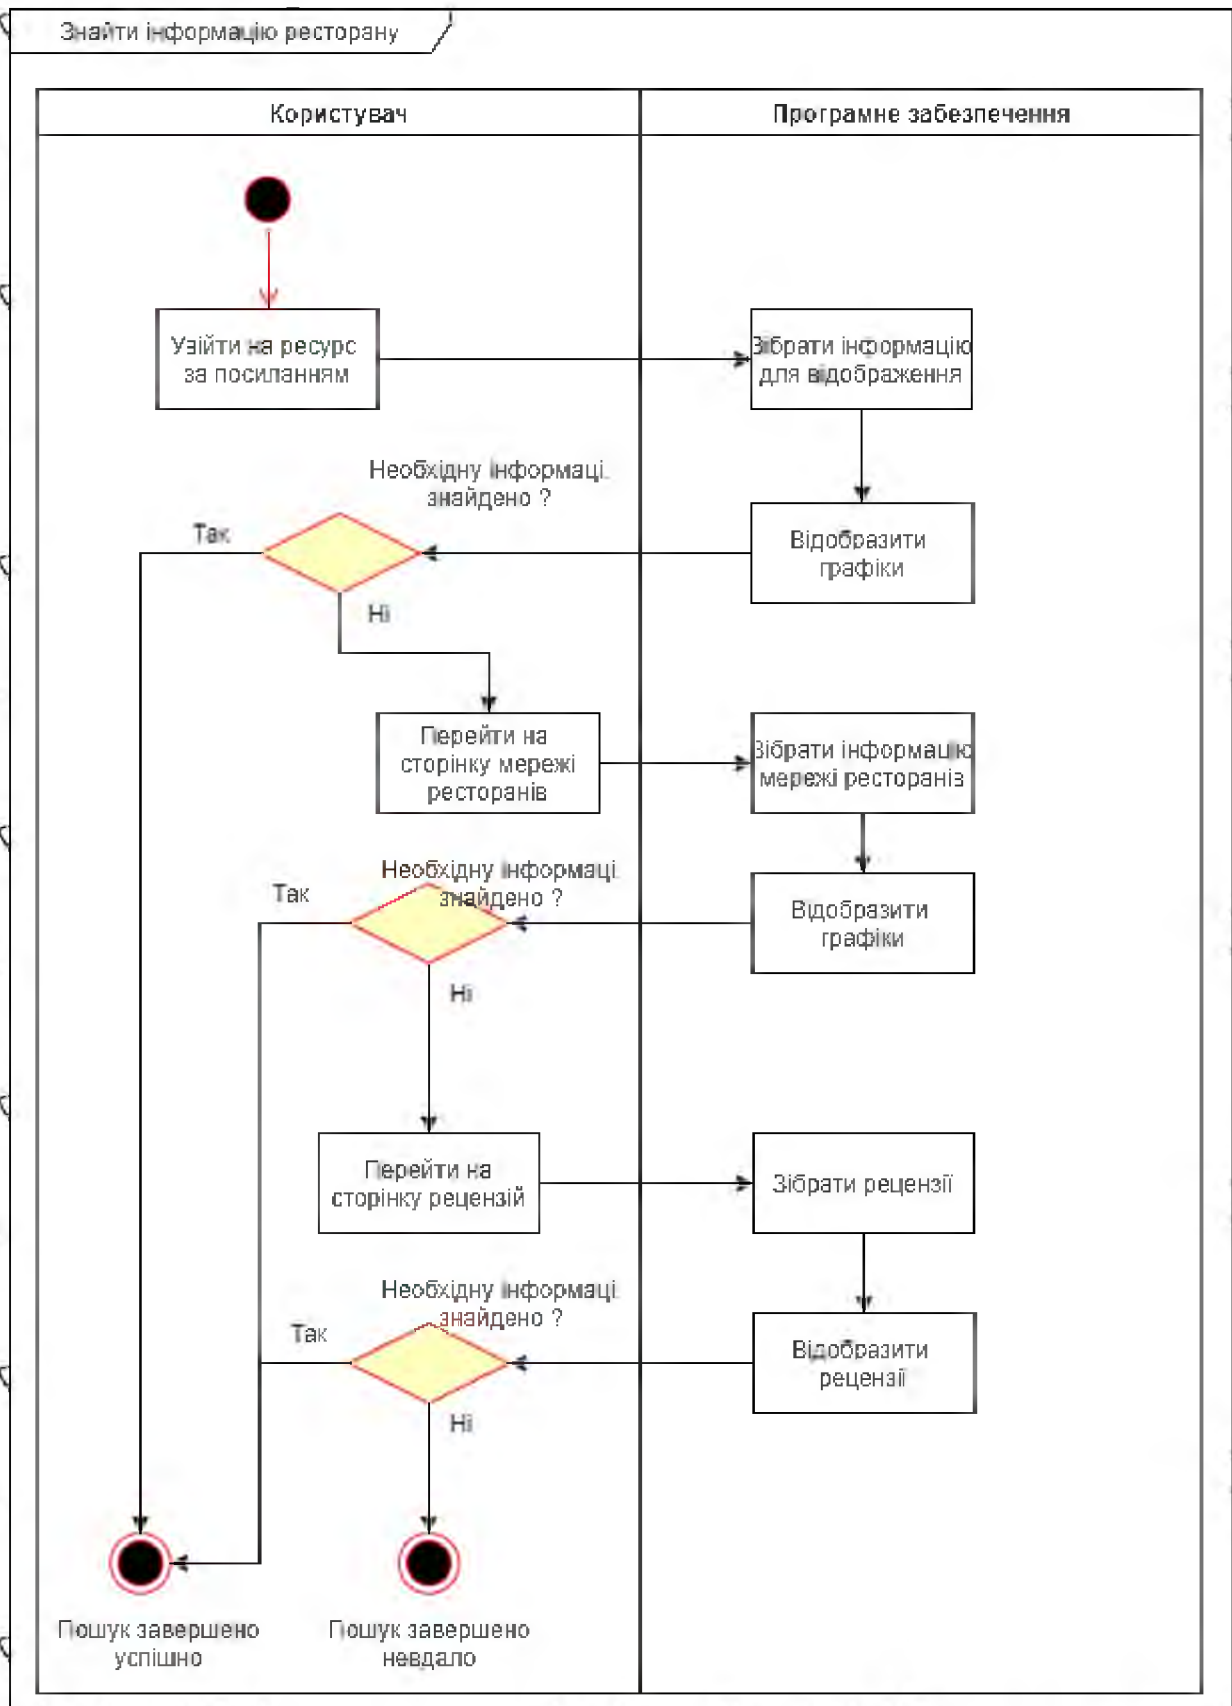 Знайти інформацію ресторану
Користувач
Програмне забезпечення
Увійти на ресурс
за посиланням
Зібрати інформацію
для відображення
Необхідну інформаці
знайдено ?
Так
Ні
Відобразити
графіки
Перейти на
сторінку мережі
ресторанів
Зібрати інформацію
мережі ресторанів
Необхідну інформаці
знайдено ?
Так
Ні
Відобразити
графіки
Перейти на
сторінку рецензій
Зібрати рецензії
Необхідну інформаці
знайдено ?
Так
Ні
Відобразити
рецензії
Пошук завершено
успішно
Пошук завершено
невдало